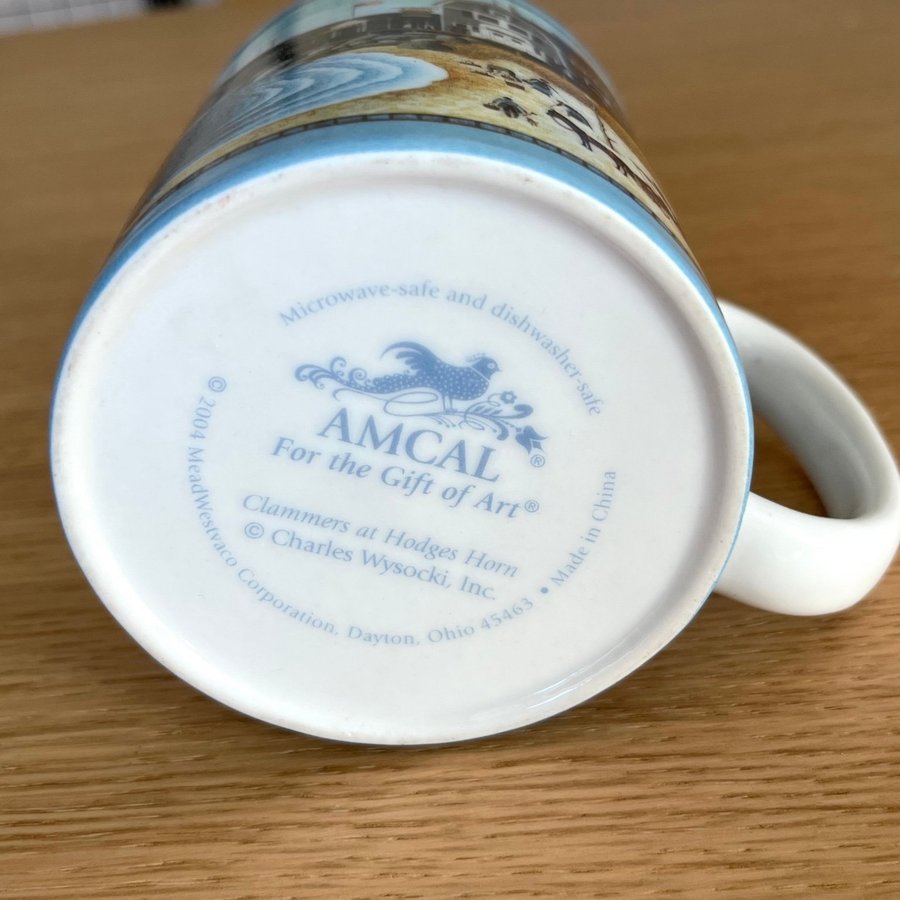 Microwave-safe and dishwasher-safe
AMCAL®
For the Gift of Art®
Clammers at Hodges Horn
© Charles Wysocki, Inc.
© 2004 MeadWestvaco Corporation, Dayton, Ohio 45463 • Made in China